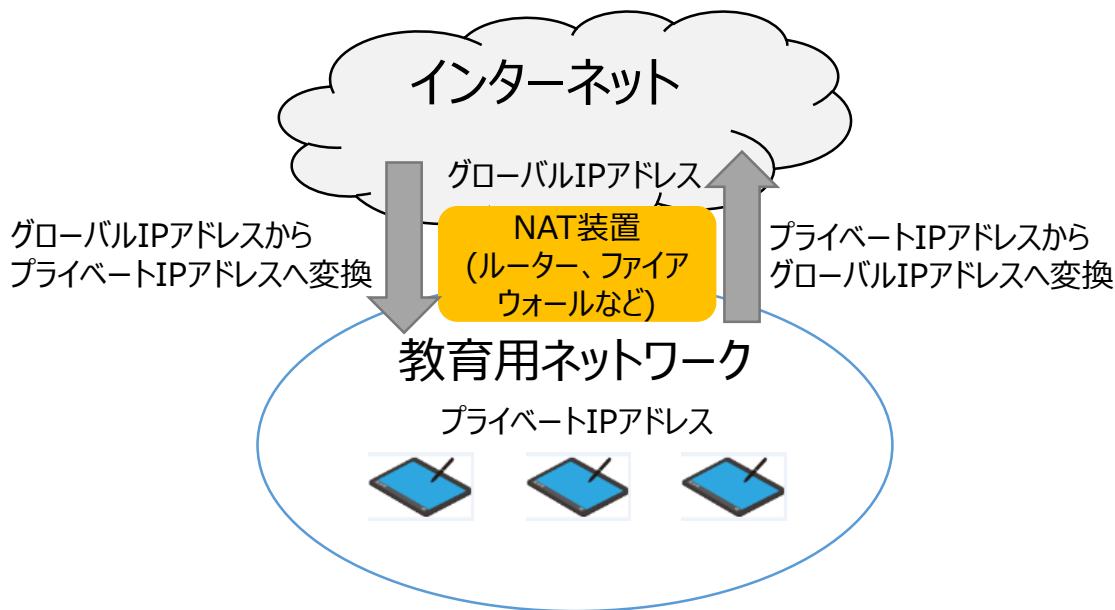 インターネット
グローバルIPアドレス
グローバルIPアドレスから
プライベートIPアドレスへ変換
NAT装置
(ルーター、ファイア
ウォールなど)
プライベートIPアドレスから
グローバルIPアドレスへ変換
教育用ネットワーク
プライベートIPアドレス